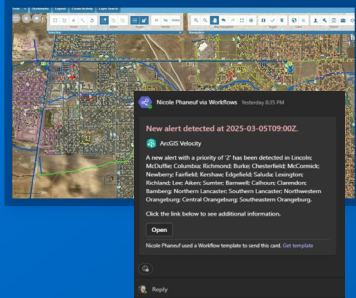 Nicole Phaneuf via Workflows Yesterday 8:35 PM
New alert detected at 2025-03-05T09:00Z.
ArcGIS Velocity
A new alert with a priority of '2' has been detected in Lincoln;
McDuffie; Columbia; Richmond; Burke; Chesterfield; McCormick;
Newberry; Fairfield; Kershaw; Edgefield; Saluda; Lexington;
Richland; Lee; Aiken; Sumter; Barnwell; Calhoun; Clarendon;
Bamberg; Northern Lancaster; Southern Lancaster; Northwestern
Orangeburg; Central Orangeburg; Southeastern Orangeburg.
Click the link below to see additional information.
Open
Nicole Phaneuf used a Workflow template to send this card. Get template
Reply